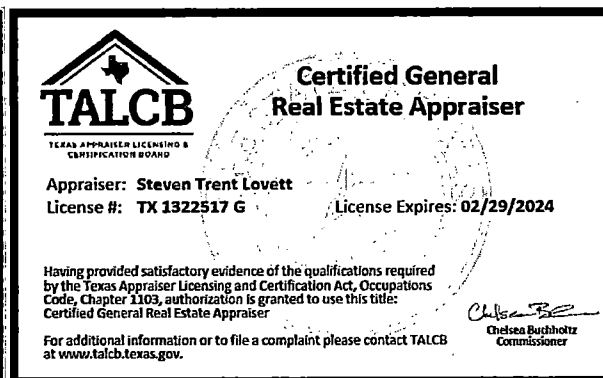 TALCB
TEXAS APPRAISER LICENSING &
CERTIFICATION BOARD
Certified General
Real Estate Appraiser
Appraiser: Steven Trent Lovett
License #: TX 1322517 G License Expires: 02/29/2024
Having provided satisfactory evidence of the qualifications required
by the Texas Appraiser Licensing and Certification Act, Occupations
Code, Chapter 1103, authorization is granted to use this title:
Certified General Real Estate Appraiser
For additional information or to file a complaint please contact TALCB
at www.talcb.texas.gov.
Chelsea Buchholtz
Commissioner